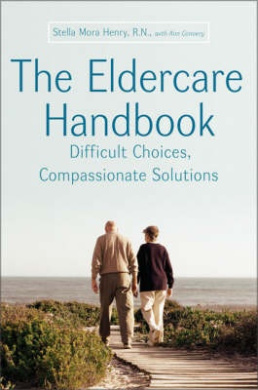 Stella Mora Henry, R.N., with Ann Convery
The Eldercare
Handbook
Difficult Choices,
Compassionate Solutions